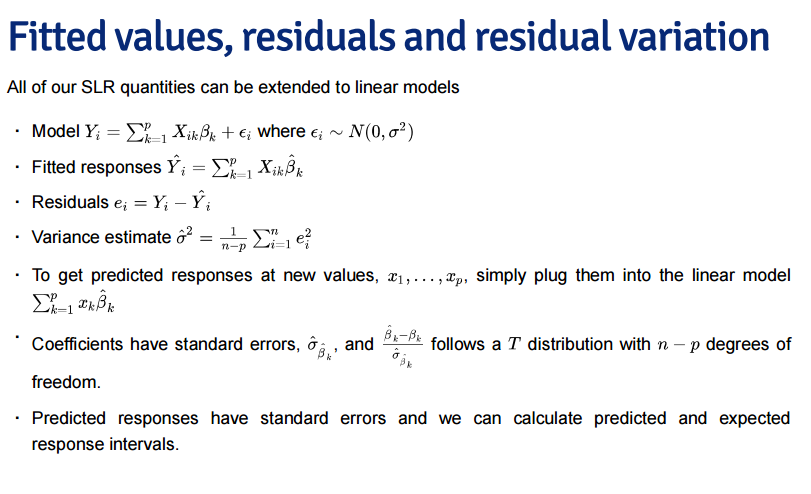 Fitted values, residuals and residual variation
All of our SLR quantities can be extended to linear models
· Model $Y_i = \sum_{k=1}^{p} X_{ik}\beta_k + \epsilon_i$ where $\epsilon_i \sim N(0, \sigma^2)$
· Fitted responses $\hat{Y}_i = \sum_{k=1}^{p} X_{ik}\hat{\beta}_k$
· Residuals $e_i = Y_i - \hat{Y}_i$
· Variance estimate $\hat{\sigma}^2 = \frac{1}{n-p} \sum_{i=1}^{n} e_i^2$
· To get predicted responses at new values, $x_1, \ldots, x_p$, simply plug them into the linear model
$\sum_{k=1}^{p} x_k\hat{\beta}_k$
· Coefficients have standard errors, $\hat{\sigma}_{\hat{\beta}_k}$, and $\frac{\hat{\beta}_k - \beta_k}{\hat{\sigma}_{\hat{\beta}_k}}$ follows a $T$ distribution with $n - p$ degrees of
freedom.
· Predicted responses have standard errors and we can calculate predicted and expected
response intervals.